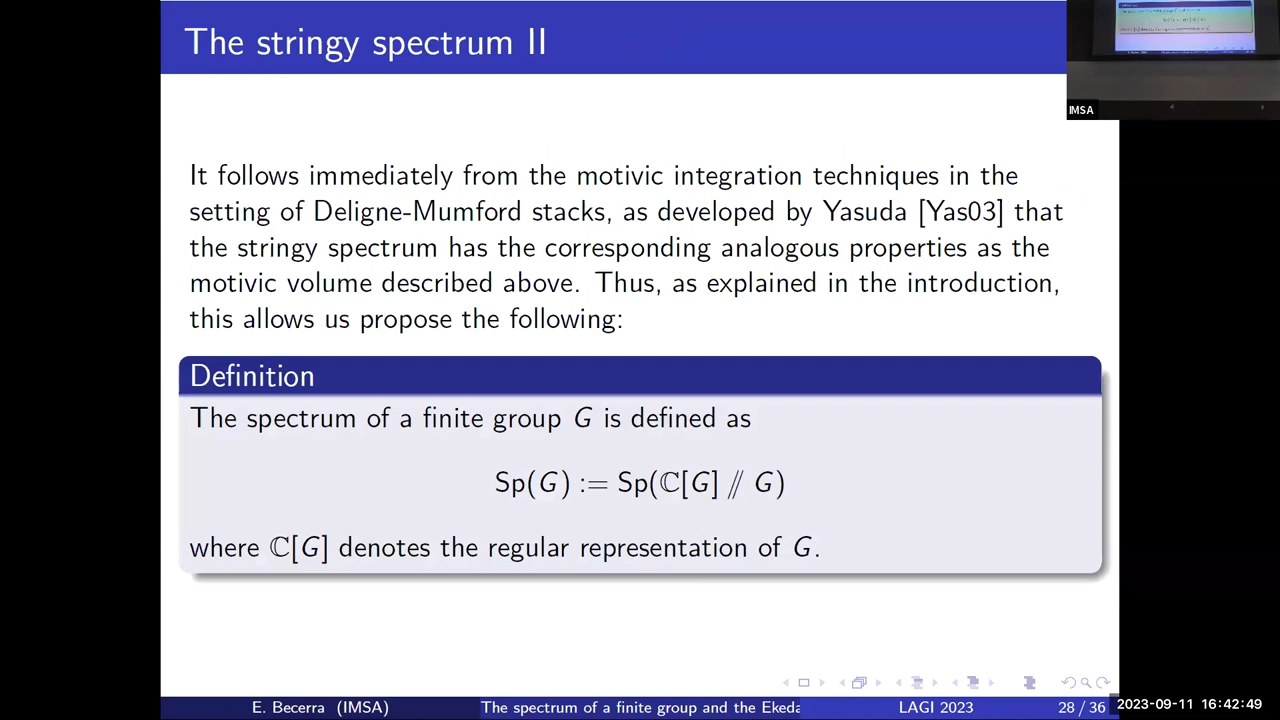 The stringy spectrum II
IMSA
It follows immediately from the motivic integration techniques in the
setting of Deligne-Mumford stacks, as developed by Yasuda [Yas03] that
the stringy spectrum has the corresponding analogous properties as the
motivic volume described above. Thus, as explained in the introduction,
this allows us propose the following:
Definition
The spectrum of a finite group G is defined as
Sp(G) := Sp(ℂ[G] // G)
where ℂ[G] denotes the regular representation of G.
E. Becerra (IMSA) The spectrum of a finite group and the Ekeda LAGI 2023 28 / 36
2023-09-11 16:42:49